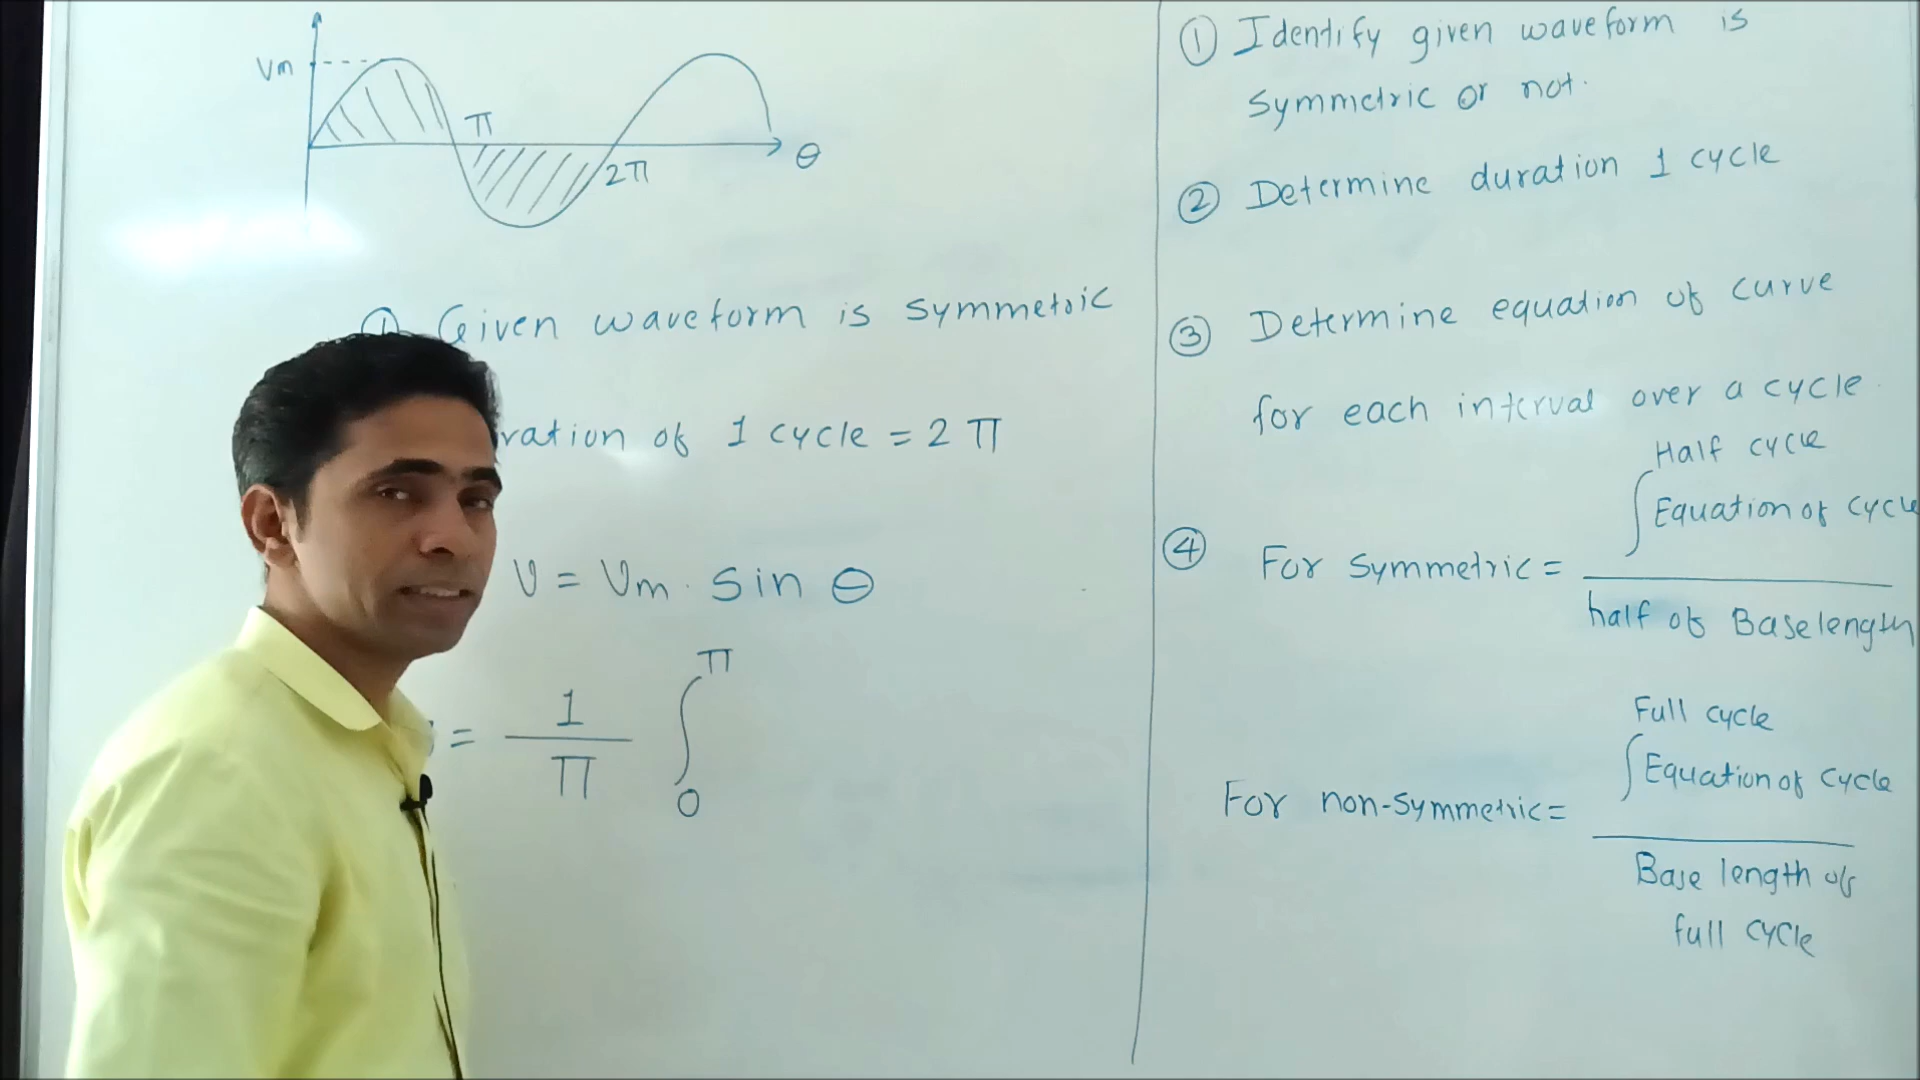 Vm
π
2π
θ
① Given waveform is symmetric
1 cycle = 2π
of
v = Vm . sin θ
= 1/π ∫
π
0
① Identify given waveform is
symmetric or not.
② Determine duration 1 cycle
③ Determine equation of curve
for each interval over a cycle
Half cycle
∫ Equation of cycle
④ For symmetric =
half of Base length
Full cycle
∫ Equation of cycle
For non-symmetric =
Base length of
full cycle